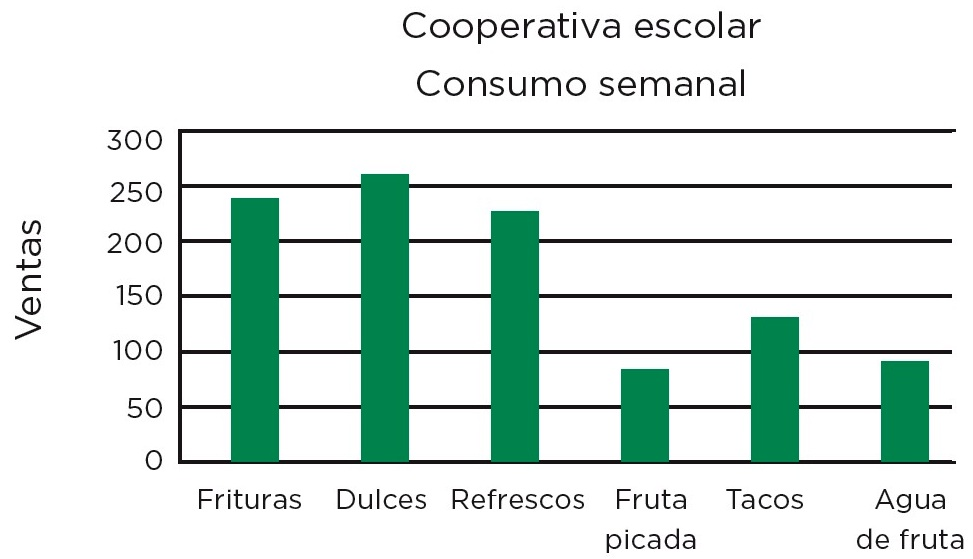 Cooperativa escolar
Consumo semanal
Ventas
300
250
200
150
100
50
0
Frituras
Dulces
Refrescos
Fruta
picada
Tacos
Agua
de fruta